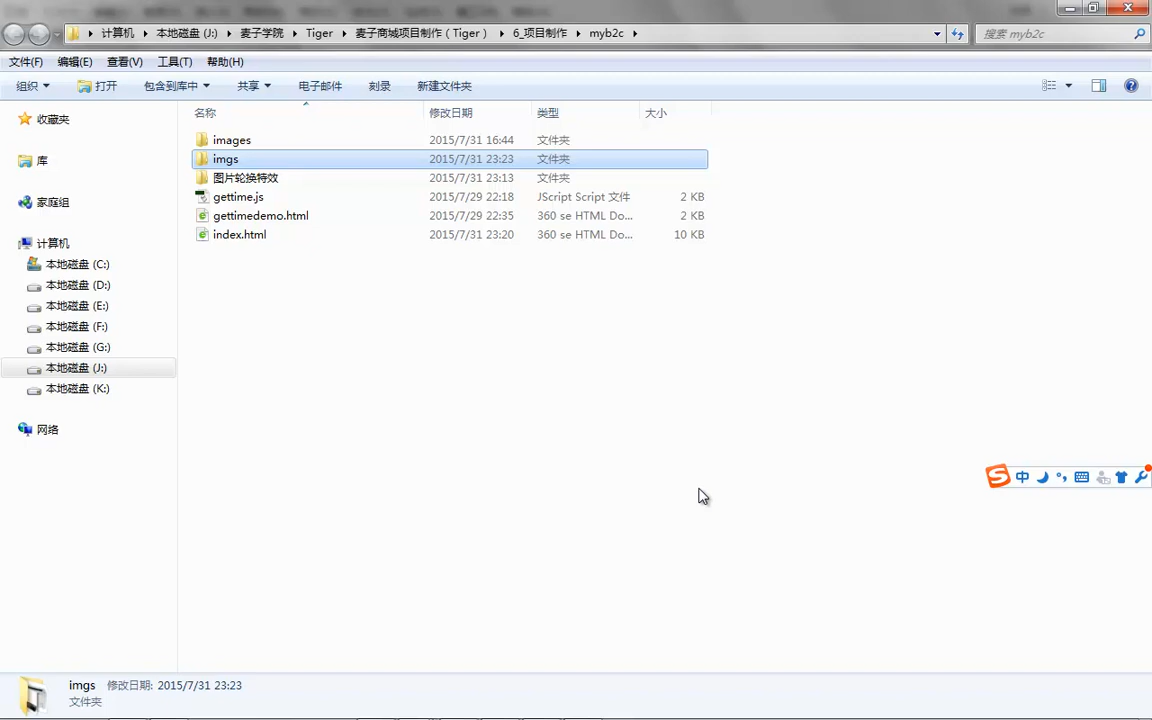 计算机 本地磁盘 (J:) 麦子学院 Tiger 麦子商城项目制作（Tiger） 6_项目制作 myb2c 搜索 myb2c
文件(F) 编辑(E) 查看(V) 工具(T) 帮助(H)
组织 打开 包含到库中 共享 电子邮件 刻录 新建文件夹
收藏夹
库
家庭组
计算机
本地磁盘 (C:)
本地磁盘 (D:)
本地磁盘 (E:)
本地磁盘 (F:)
本地磁盘 (G:)
本地磁盘 (J:)
本地磁盘 (K:)
网络
名称 修改日期 类型 大小
images 2015/7/31 16:44 文件夹
imgs 2015/7/31 23:23 文件夹
图片轮换特效 2015/7/31 23:13 文件夹
gettime.js 2015/7/29 22:18 JScript Script 文件 2 KB
gettimedemo.html 2015/7/29 22:35 360 se HTML Do... 2 KB
index.html 2015/7/31 23:20 360 se HTML Do... 10 KB
中
imgs 修改日期: 2015/7/31 23:23
文件夹